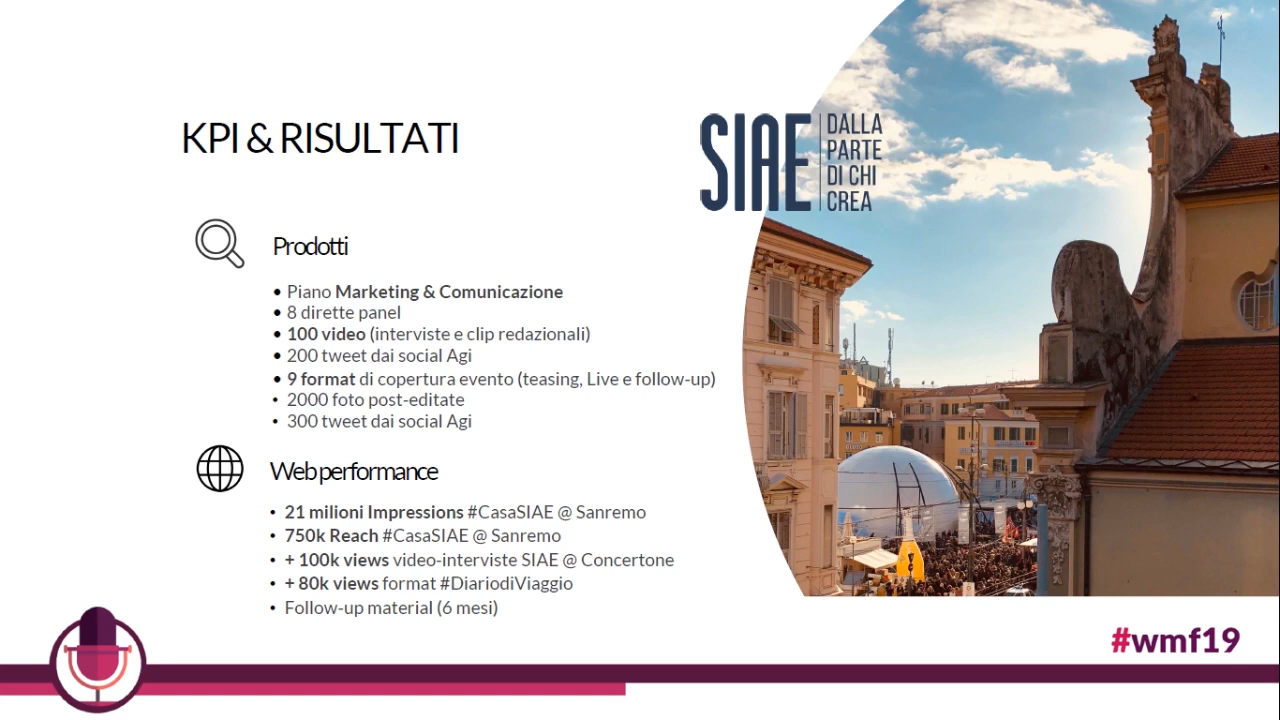 KPI & RISULTATI
SIAE
DALLA
PARTE
DI CHI
CREA
Prodotti
• Piano Marketing & Comunicazione
• 8 dirette panel
• 100 video (interviste e clip redazionali)
• 200 tweet dai social Agi
• 9 format di copertura evento (teasing, Live e follow-up)
• 2000 foto post-editate
• 300 tweet dai social Agi
Web performance
• 21 milioni Impressions #CasaSIAE @ Sanremo
• 750k Reach #CasaSIAE @ Sanremo
• + 100k views video-interviste SIAE @ Concertone
• + 80k views format #DiariodiViaggio
• Follow-up material (6 mesi)
#wmf19